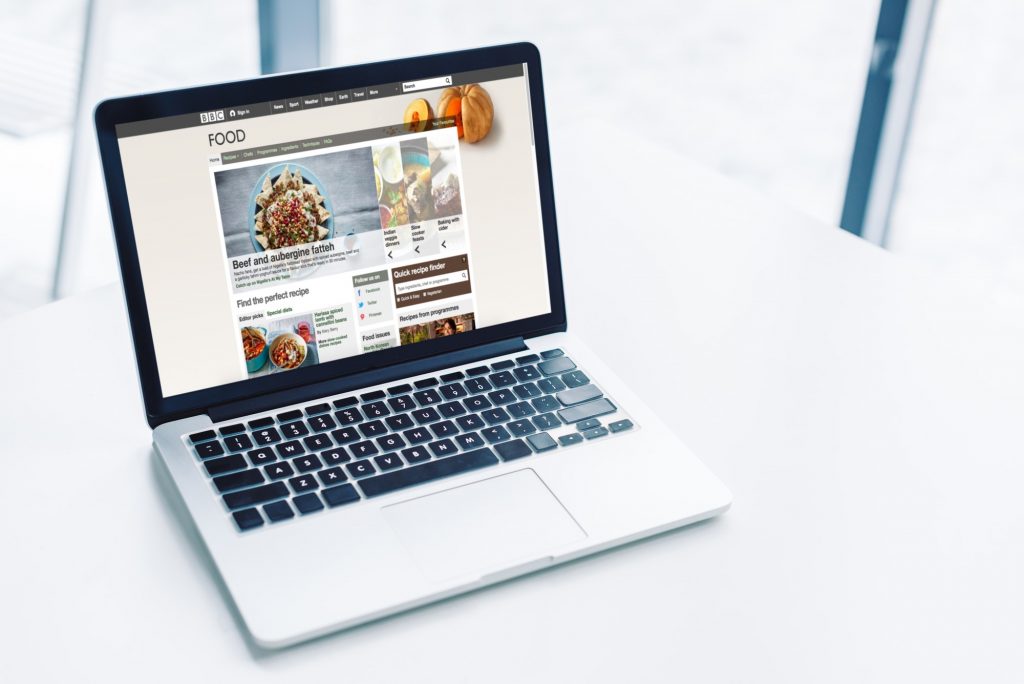 BBC Sign in News Sport Weather Shop Earth Travel More Search
FOOD
Your Favourites
Home Recipes Chefs Programmes Ingredients Techniques FAQs
Beef and aubergine fatteh
Catch up on Nigella's At My Table
Indian
veggie
dinners
Slow
cooker
feasts
Baking with
cider
Find the perfect recipe
Editor picks Special diets
Harissa spiced
lentils with
cannellini beans
By Mary Berry
More slow-cooked
dishes recipes
Follow us on
Facebook
Twitter
Pinterest
Food issues
North Korean
Quick recipe finder ?
Type ingredients, chef or programme
Quick & Easy Vegetarian
Recipes from programmes
Q W E R T Y U I O P
A S D F G H J K L
Z X C V B N M